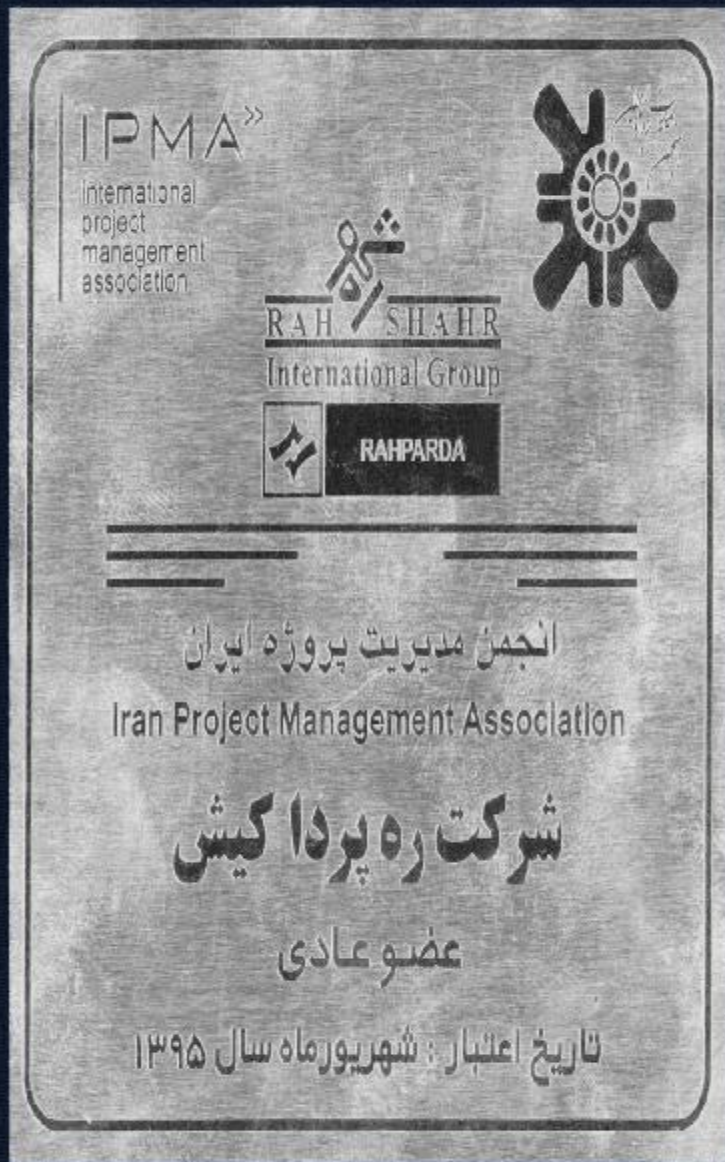 IPMA»
international
project
management
association
RAH SHAHR
International Group
RAHPARDA
انجمن مدیریت پروژه ایران
Iran Project Management Association
شرکت ره پردا کیش
عضو عادی
تاریخ اعتبار : شهریورماه سال ۱۳۹۵